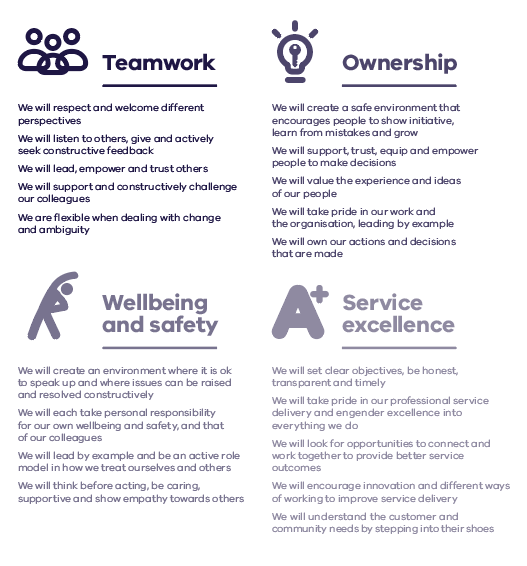 Teamwork
We will respect and welcome different
perspectives
We will listen to others, give and actively
seek constructive feedback
We will lead, empower and trust others
We will support and constructively challenge
our colleagues
We are flexible when dealing with change
and ambiguity
Ownership
We will create a safe environment that
encourages people to show initiative,
learn from mistakes and grow
We will support, trust, equip and empower
people to make decisions
We will value the experience and ideas
of our people
We will take pride in our work and
the organisation, leading by example
We will own our actions and decisions
that are made
Wellbeing
and safety
We will create an environment where it is ok
to speak up and where issues can be raised
and resolved constructively
We will each take personal responsibility
for our own wellbeing and safety, and that
of our colleagues
We will lead by example and be an active role
model in how we treat ourselves and others
We will think before acting, be caring,
supportive and show empathy towards others
A+
Service
excellence
We will set clear objectives, be honest,
transparent and timely
We will take pride in our professional service
delivery and engender excellence into
everything we do
We will look for opportunities to connect and
work together to provide better service
outcomes
We will encourage innovation and different ways
of working to improve service delivery
We will understand the customer and
community needs by stepping into their shoes